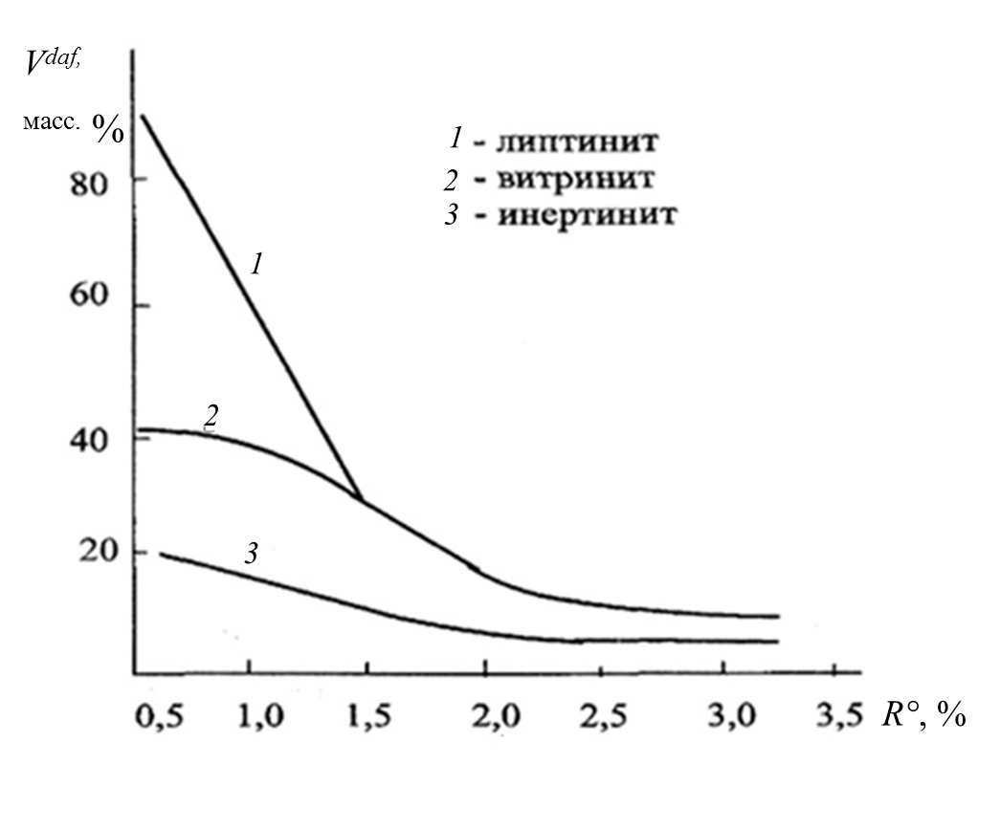 Vdaf,
масс. %
1 - липтинит
2 - витринит
3 - инертинит
80
60
40
20
1
2
3
0,5 1,0 1,5 2,0 2,5 3,0 3,5 R°, %